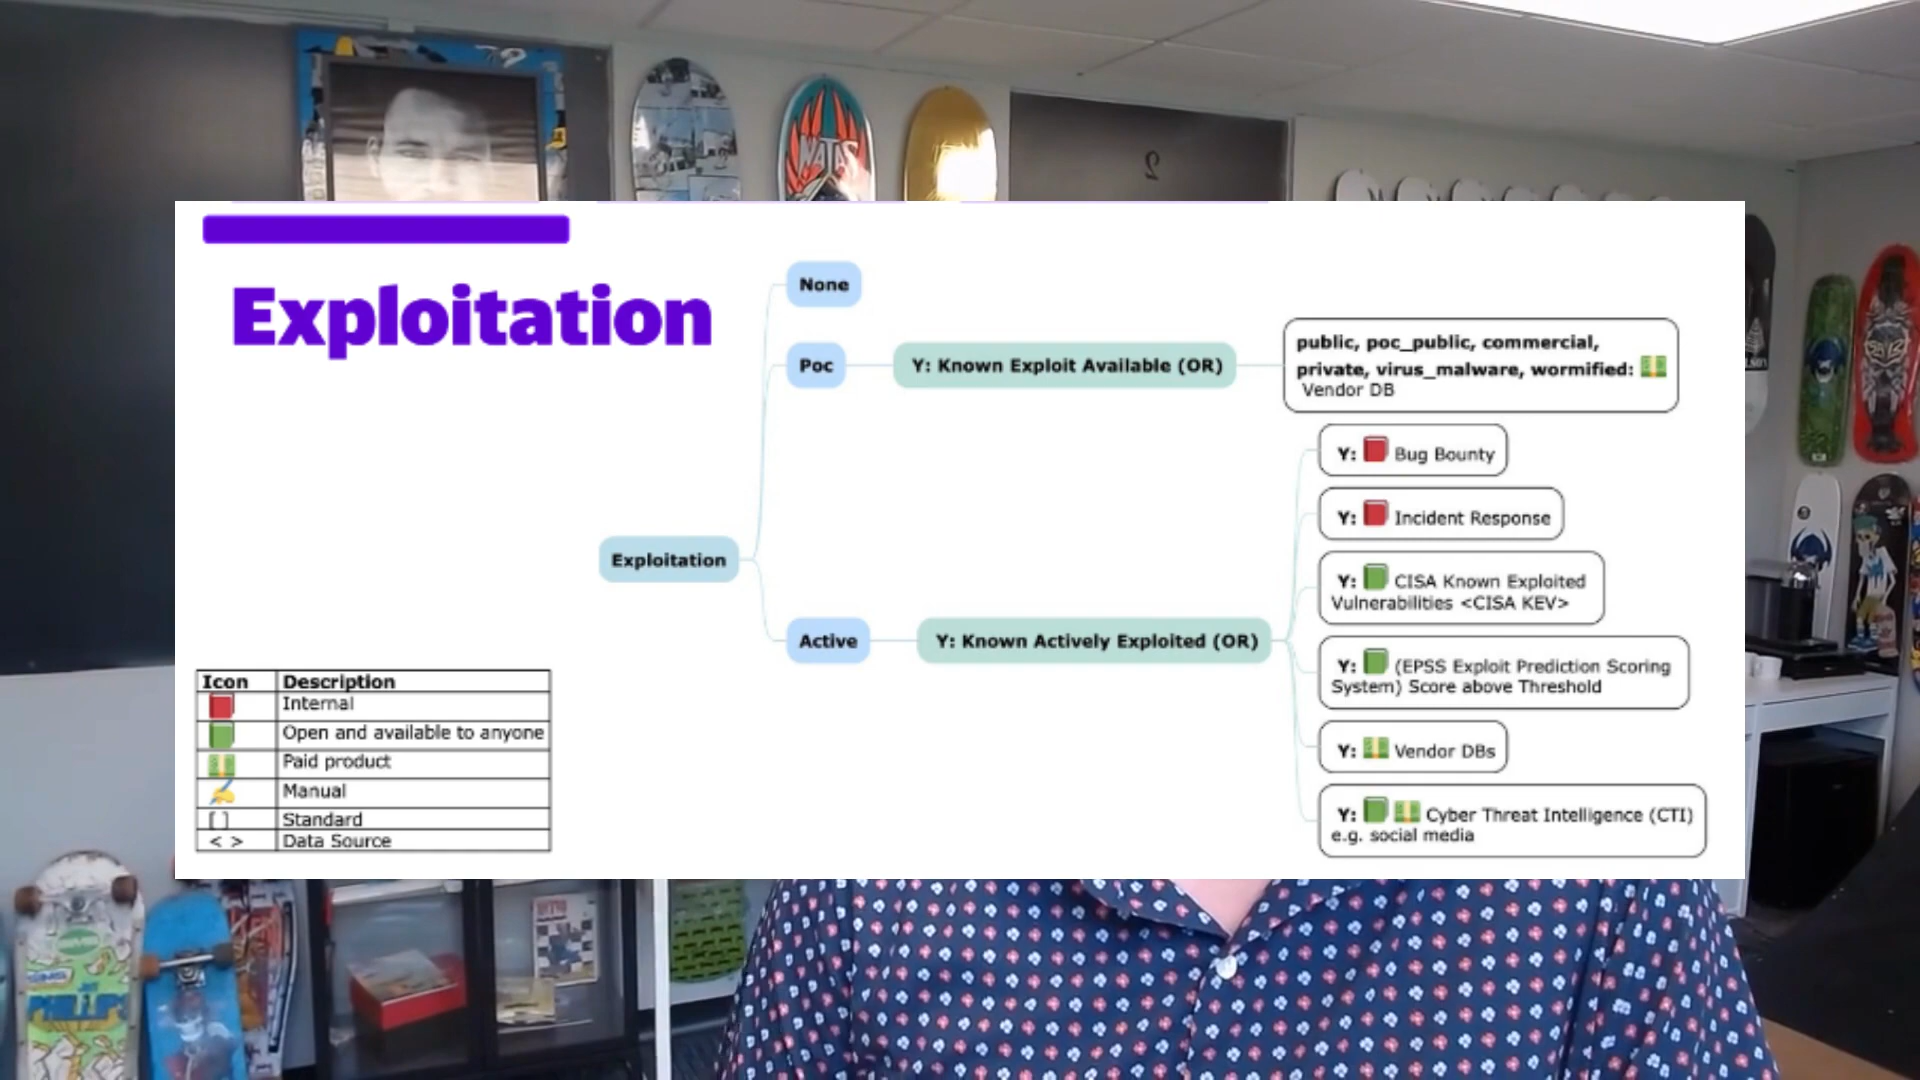 WATAS
2
Exploitation
None
Poc
Y: Known Exploit Available (OR)
public, poc_public, commercial,
private, virus_malware, wormified: 💵
Vendor DB
Exploitation
Active
Y: Known Actively Exploited (OR)
Y: 📕 Bug Bounty
Y: 📕 Incident Response
Y: 📗 CISA Known Exploited
Vulnerabilities <CISA KEV>
Y: 📗 (EPSS Exploit Prediction Scoring
System) Score above Threshold
Y: 💵 Vendor DBs
Y: 📗 💵 Cyber Threat Intelligence (CTI)
e.g. social media
Icon Description
📕 Internal
📗 Open and available to anyone
💵 Paid product
✍ Manual
[ ] Standard
< > Data Source
PHILLIPS